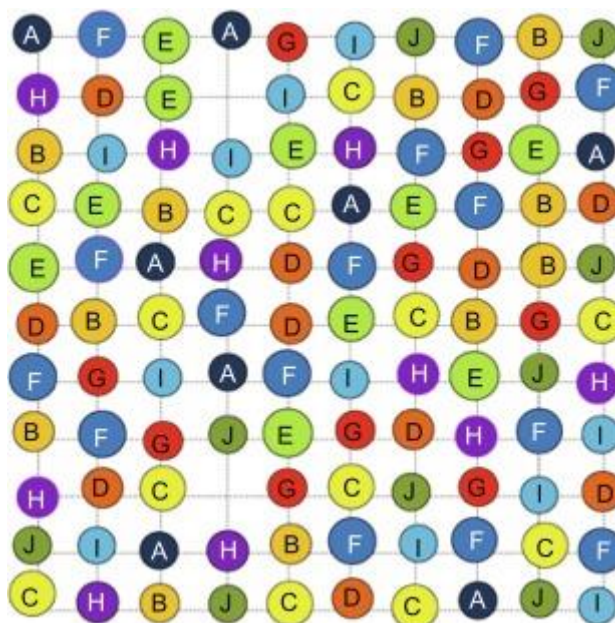 A F E A G I J F B J
H D E I C B D G F
B I H I E H F G E A
C E B C C A E F B D
E F A H D F G D B J
D B C F D E C B G C
F G I A F I H E J H
B F G J E G D H F I
H D C G C J G I D
J I A H B F I F C F
C H B J C D C A J I